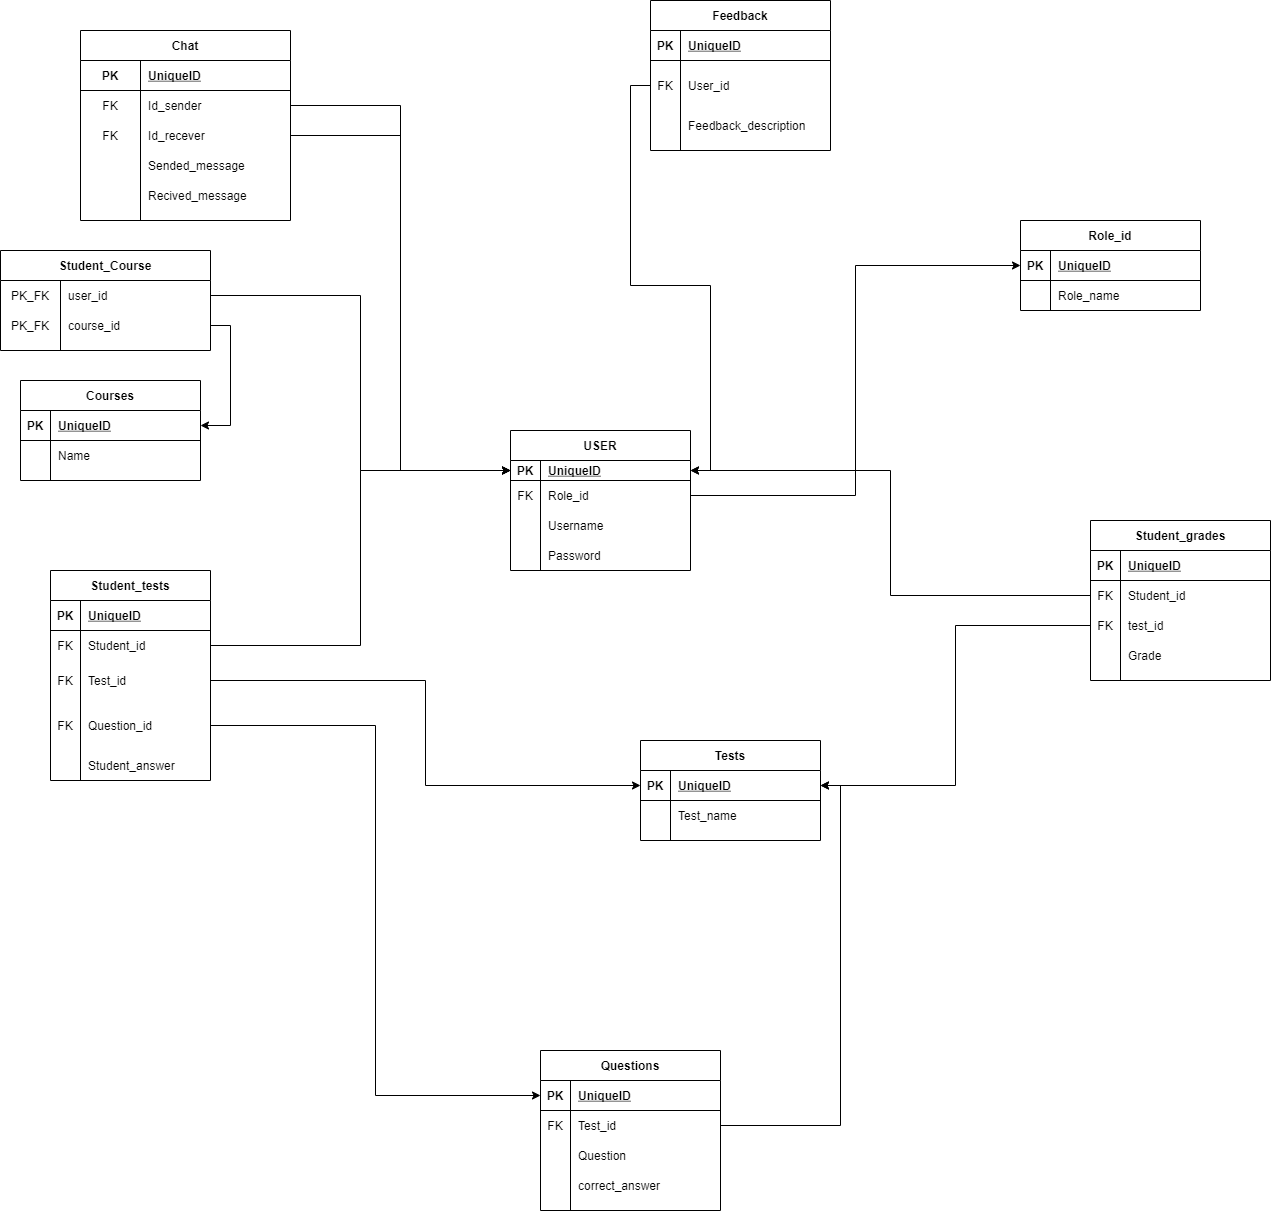 Feedback
PK UniqueID
FK User_id
Feedback_description
Chat
PK UniqueID
FK Id_sender
FK Id_recever
Sended_message
Recived_message
Role_id
PK UniqueID
Role_name
Student_Course
PK_FK user_id
PK_FK course_id
Courses
PK UniqueID
Name
USER
PK UniqueID
FK Role_id
Username
Password
Student_grades
PK UniqueID
FK Student_id
FK test_id
Grade
Student_tests
PK UniqueID
FK Student_id
FK Test_id
FK Question_id
Student_answer
Tests
PK UniqueID
Test_name
Questions
PK UniqueID
FK Test_id
Question
correct_answer